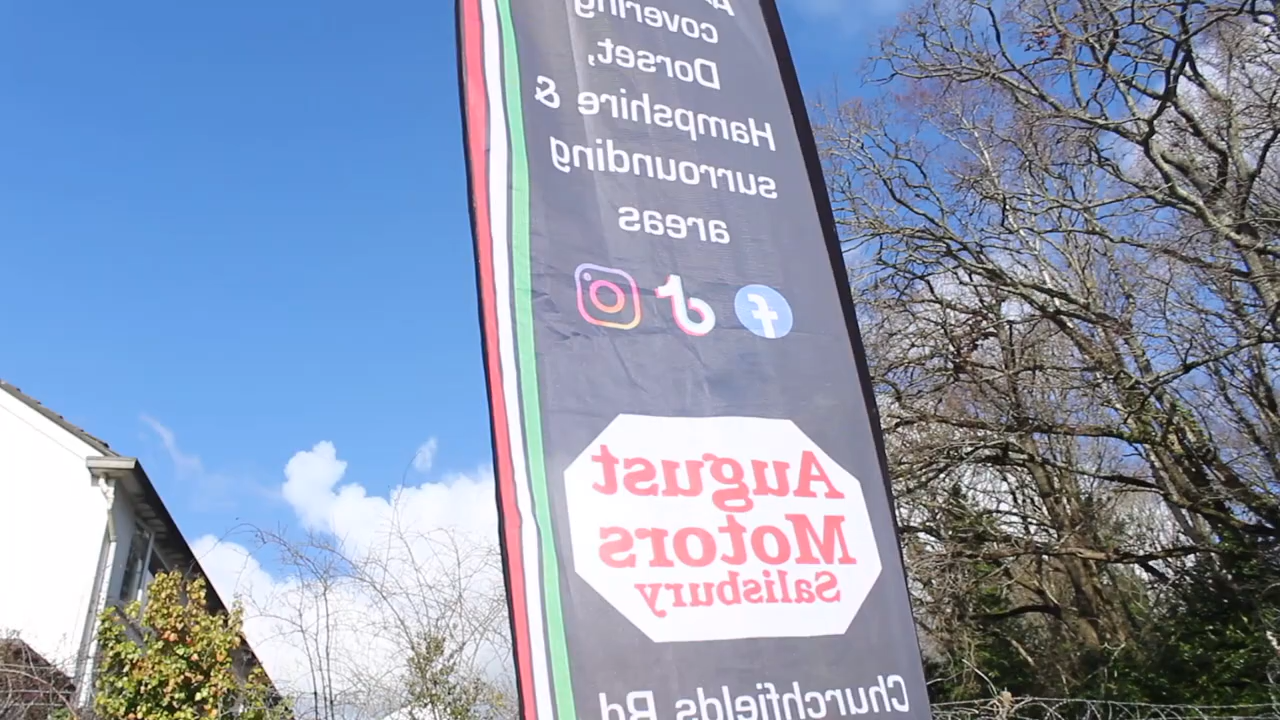 covering
Dorset,
Hampshire &
surrounding
areas
August
Motors
Salisbury
Churchfields Rd